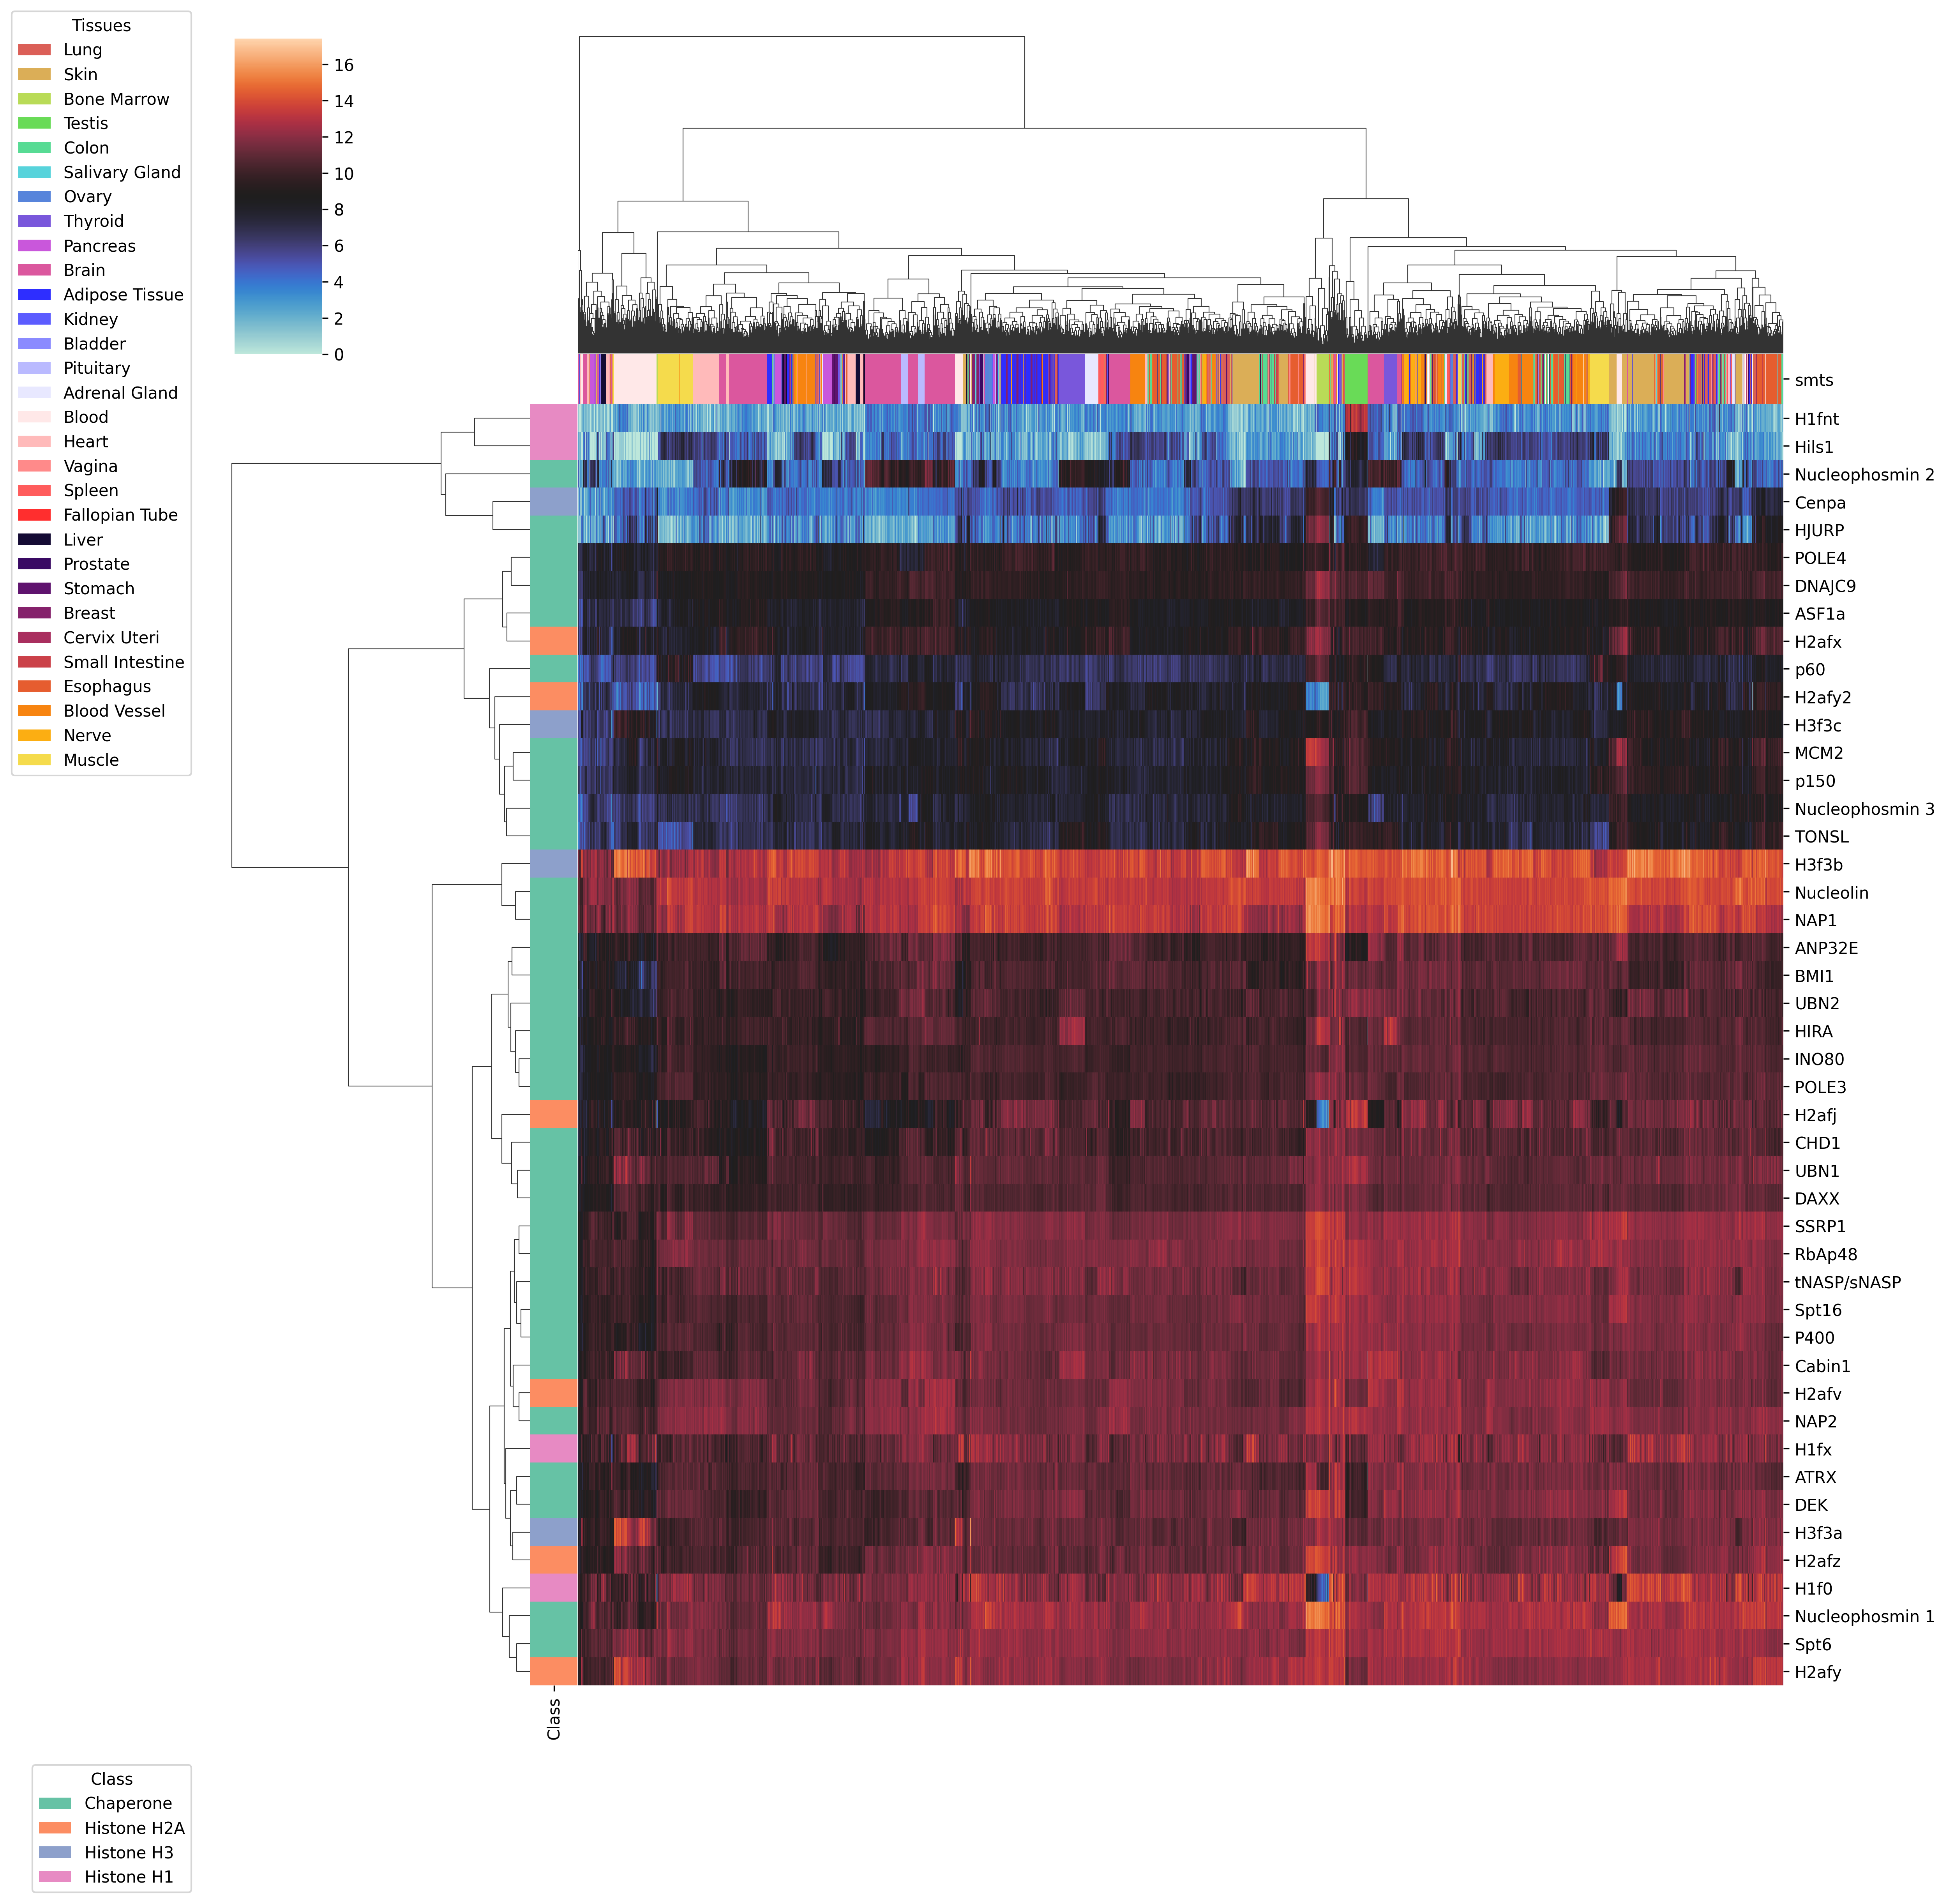 Tissues
Lung
Skin
Bone Marrow
Testis
Colon
Salivary Gland
Ovary
Thyroid
Pancreas
Brain
Adipose Tissue
Kidney
Bladder
Pituitary
Adrenal Gland
Blood
Heart
Vagina
Spleen
Fallopian Tube
Liver
Prostate
Stomach
Breast
Cervix Uteri
Small Intestine
Esophagus
Blood Vessel
Nerve
Muscle
16
14
12
10
8
6
4
2
0
smts
H1fnt
Hils1
Nucleophosmin 2
Cenpa
HJURP
POLE4
DNAJC9
ASF1a
H2afx
p60
H2afy2
H3f3c
MCM2
p150
Nucleophosmin 3
TONSL
H3f3b
Nucleolin
NAP1
ANP32E
BMI1
UBN2
HIRA
INO80
POLE3
H2afj
CHD1
UBN1
DAXX
SSRP1
RbAp48
tNASP/sNASP
Spt16
P400
Cabin1
H2afv
NAP2
H1fx
ATRX
DEK
H3f3a
H2afz
H1f0
Nucleophosmin 1
Spt6
H2afy
Class
Class
Chaperone
Histone H2A
Histone H3
Histone H1